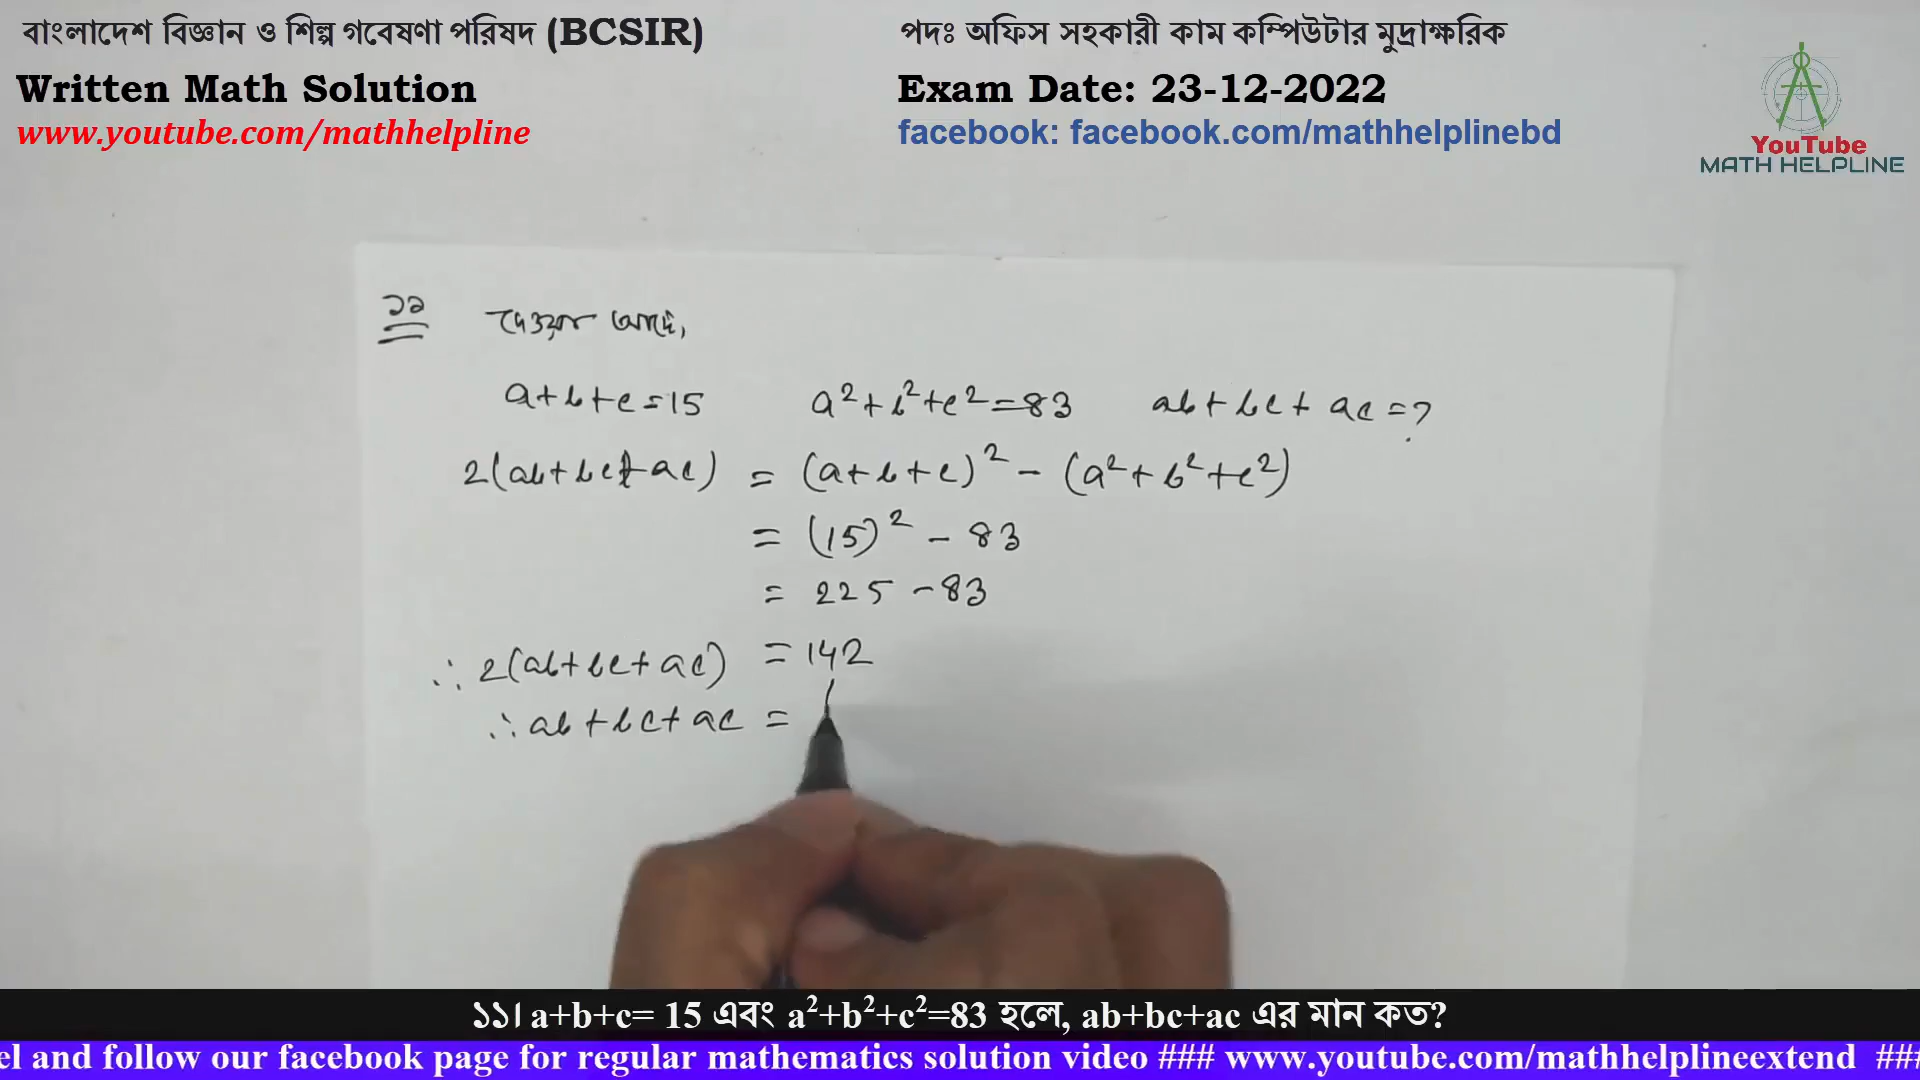 বাংলাদেশ বিজ্ঞান ও শিল্প গবেষণা পরিষদ (BCSIR)
পদঃ অফিস সহকারী কাম কম্পিউটার মুদ্রাক্ষরিক
Written Math Solution
Exam Date: 23-12-2022
www.youtube.com/mathhelpline
facebook: facebook.com/mathhelplinebd
YouTube
MATH HELPLINE
১১ দেওয়া আছে,
a+b+c=15 a²+b²+c²=83 ab+bc+ac=?
2(ab+bc+ac) = (a+b+c)² - (a²+b²+c²)
= (15)² - 83
= 225 - 83
∴ 2(ab+bc+ac) = 142
∴ ab+bc+ac =
১১। a+b+c= 15 এবং a²+b²+c²=83 হলে, ab+bc+ac এর মান কত?
el and follow our facebook page for regular mathematics solution video ### www.youtube.com/mathhelplineextend ###